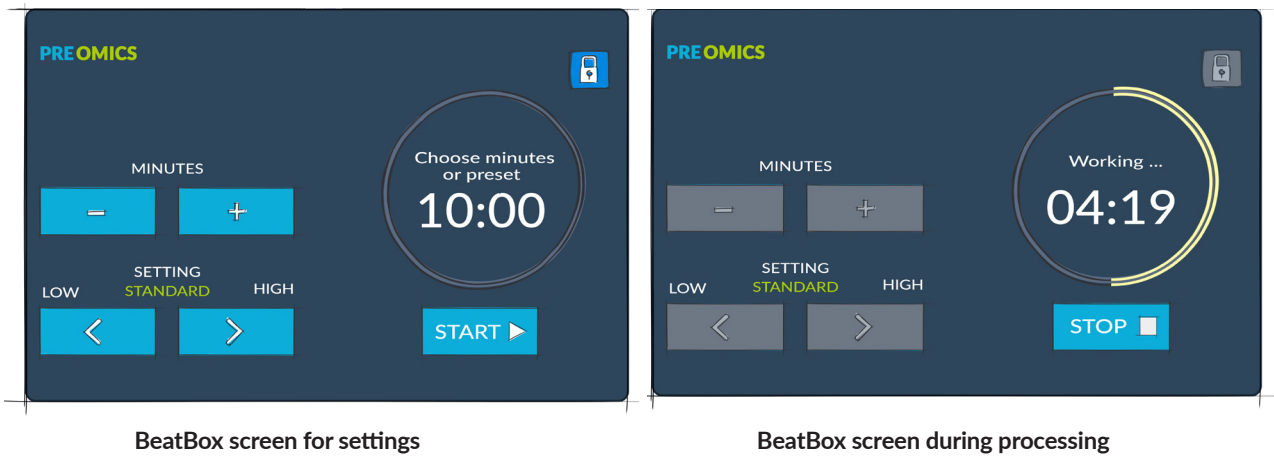 PREOMICS
MINUTES
− +
SETTING
LOW STANDARD HIGH
< >
Choose minutes
or preset
10:00
START
BeatBox screen for settings
PREOMICS
MINUTES
− +
SETTING
LOW STANDARD HIGH
< >
Working ...
04:19
STOP
BeatBox screen during processing